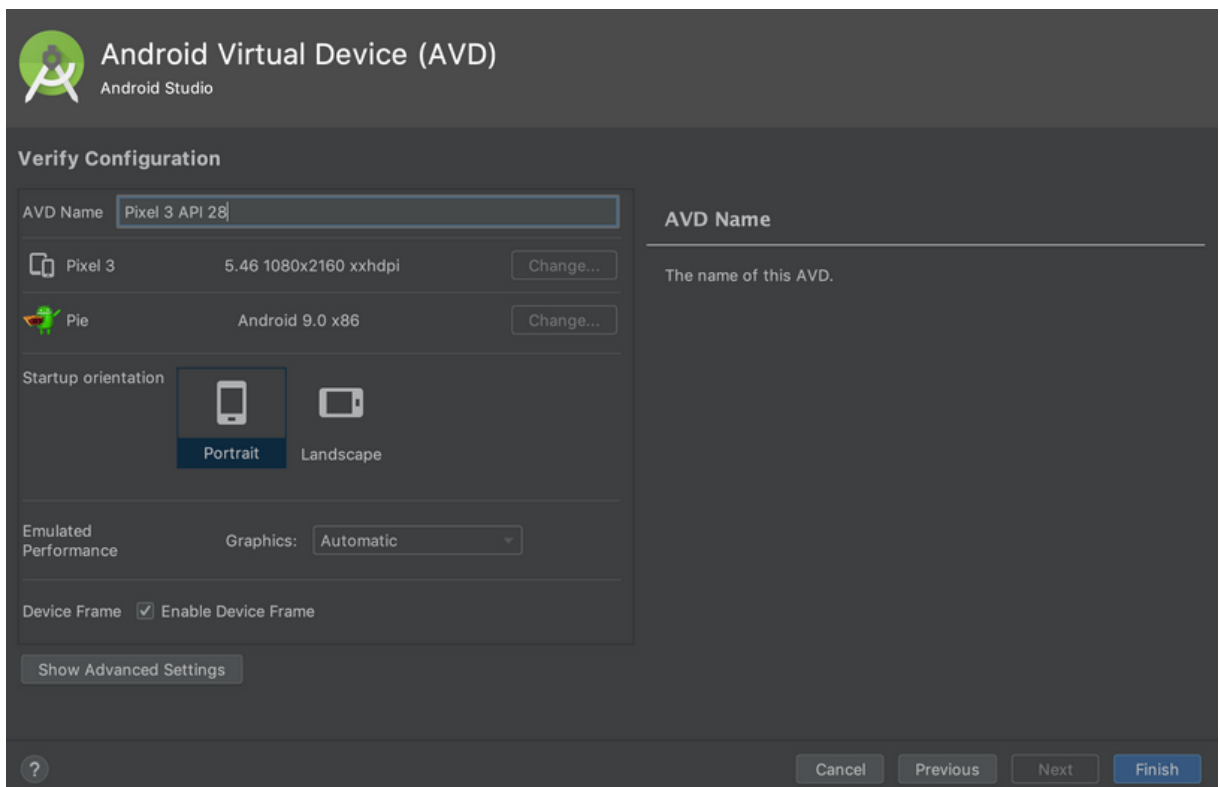 Android Virtual Device (AVD)
Android Studio
Verify Configuration
AVD Name Pixel 3 API 28
Pixel 3 5.46 1080x2160 xxhdpi Change...
Pie Android 9.0 x86 Change...
Startup orientation
Portrait Landscape
Emulated
Performance
Graphics: Automatic
Device Frame Enable Device Frame
Show Advanced Settings
AVD Name
The name of this AVD.
? Cancel Previous Next Finish